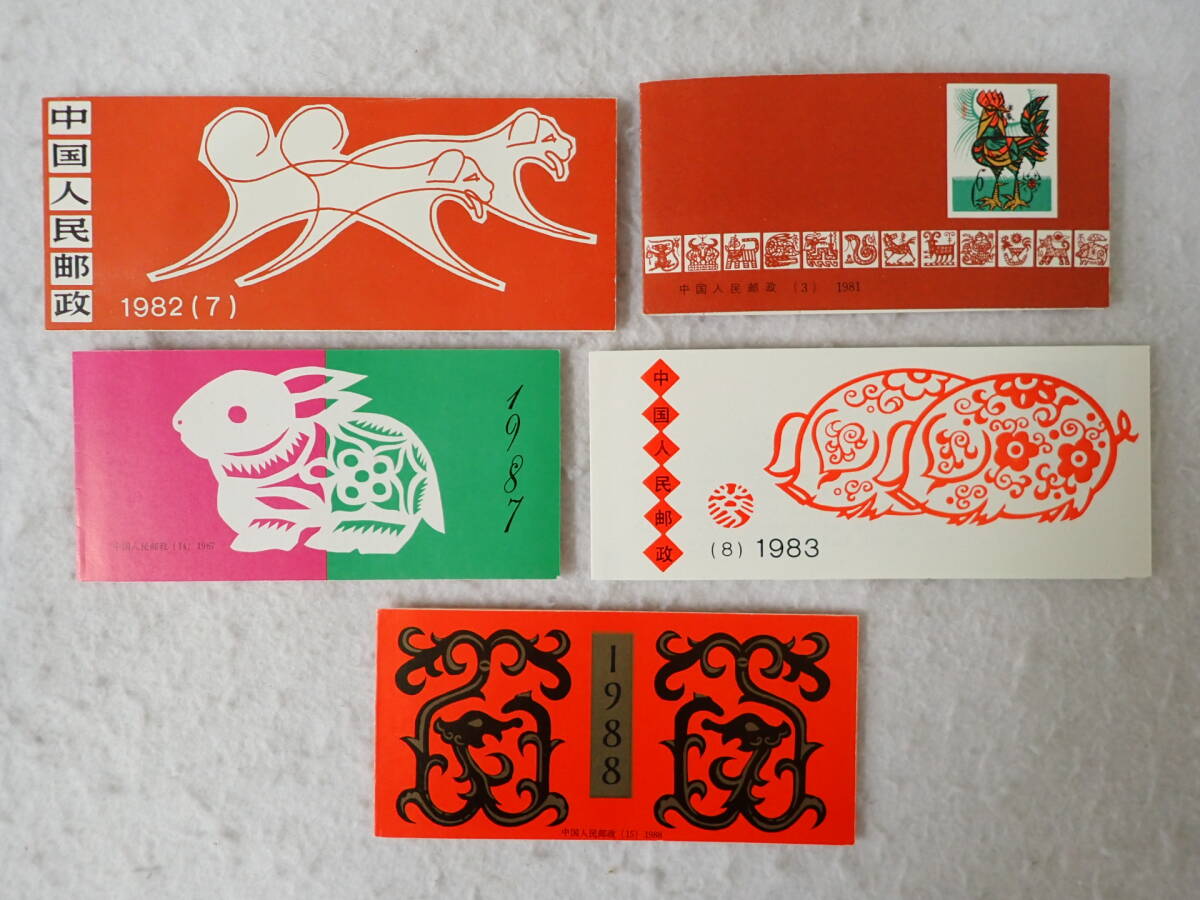 中国人民邮政
1982(7)
中国人民邮政 (3) 1981
1987
中国人民邮政 (14) 1987
中国人民邮政
(8) 1983
1988
中国人民邮政 (15) 1988